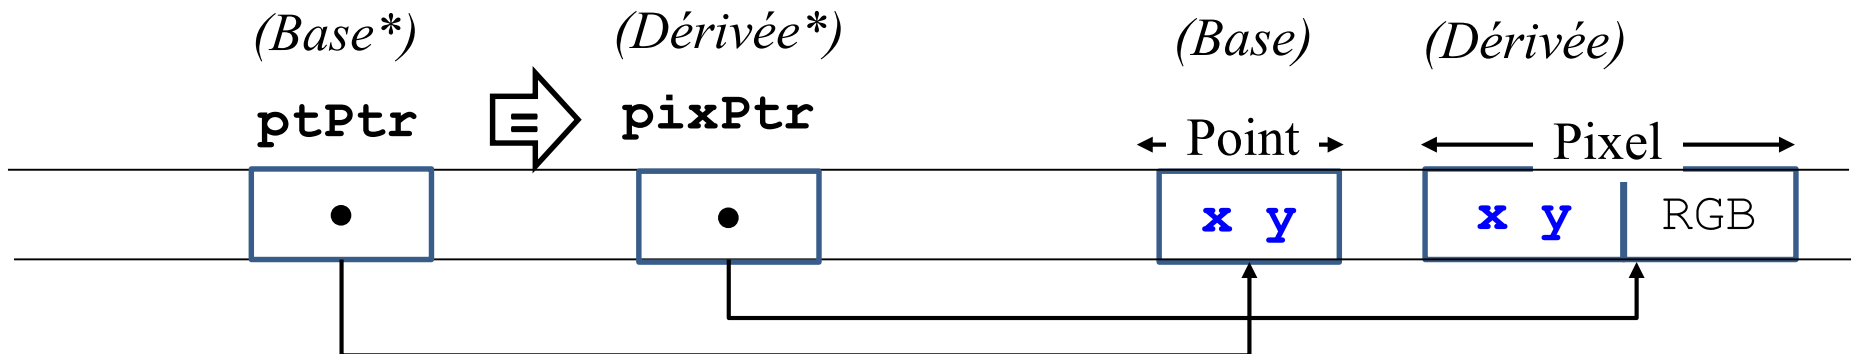 (Base*) (Dérivée*) (Base) (Dérivée)
ptPtr = pixPtr Point Pixel
x y x y RGB